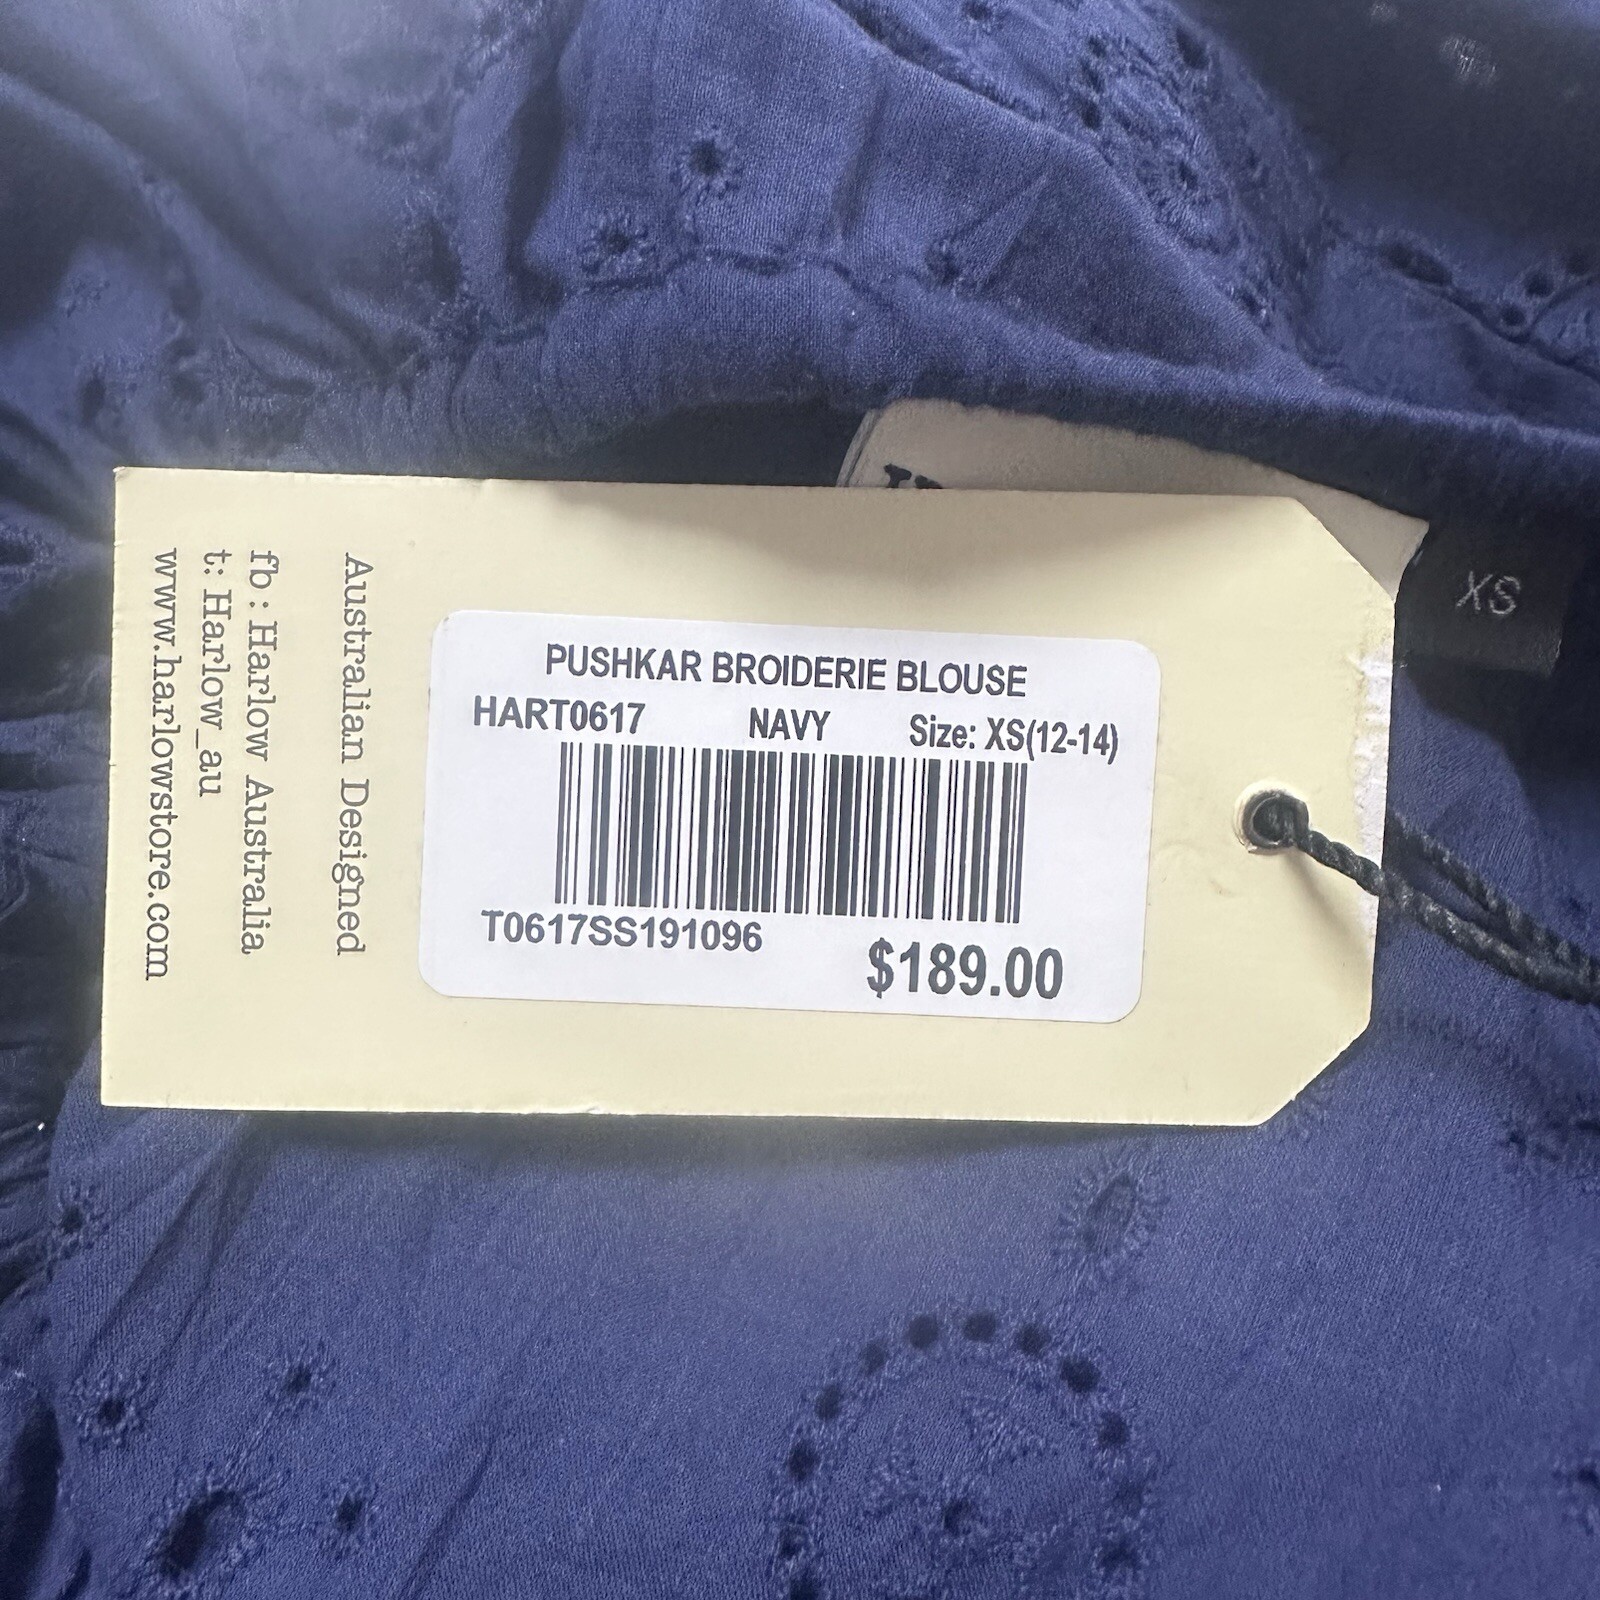 PUSHKAR BROIDERIE BLOUSE
HART0617 NAVY Size: XS(12-14)
T0617SS191096
$189.00
Australian Designed
fb : Harlow Australia
t: Harlow_au
www.harlowstore.com
XS